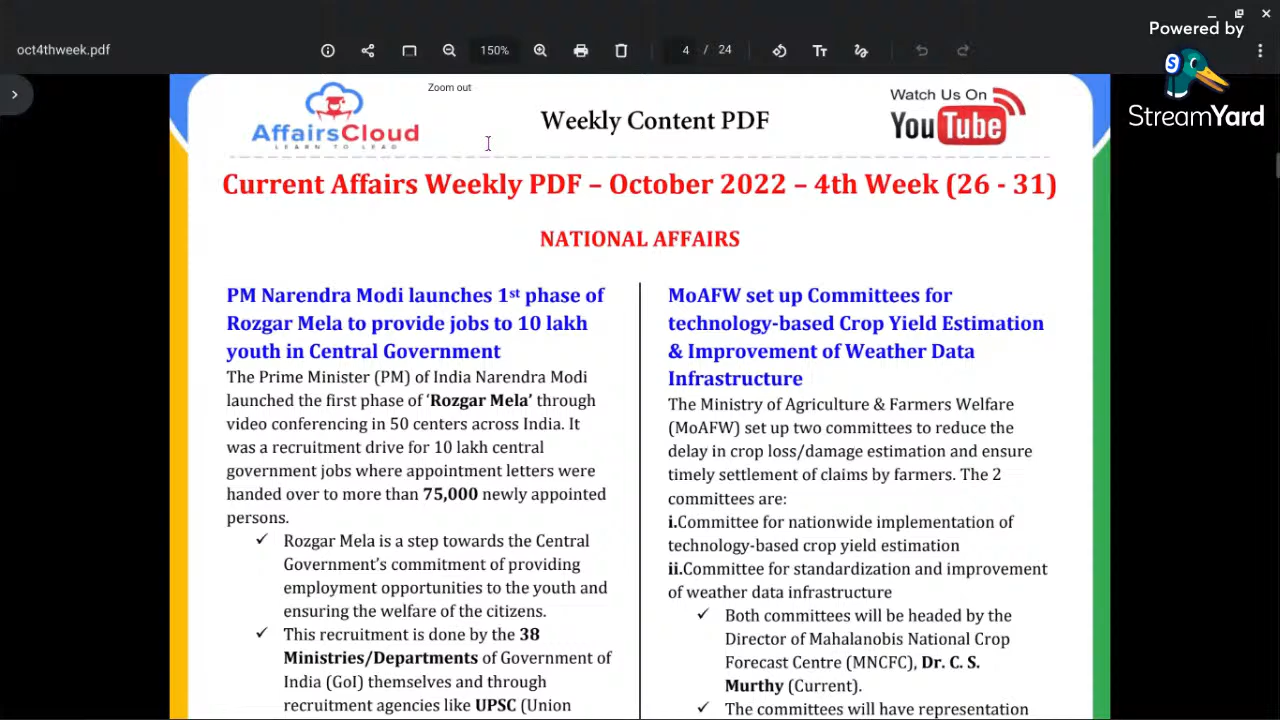 oct4thweek.pdf
150%
4 / 24
Powered by
StreamYard
Zoom out
AffairsCloud
LEARN TO LEAD
Weekly Content PDF
Watch Us On
YouTube
Current Affairs Weekly PDF – October 2022 – 4th Week (26 - 31)
NATIONAL AFFAIRS
PM Narendra Modi launches 1st phase of
Rozgar Mela to provide jobs to 10 lakh
youth in Central Government
The Prime Minister (PM) of India Narendra Modi
launched the first phase of ‘Rozgar Mela’ through
video conferencing in 50 centers across India. It
was a recruitment drive for 10 lakh central
government jobs where appointment letters were
handed over to more than 75,000 newly appointed
persons.
✓ Rozgar Mela is a step towards the Central
Government’s commitment of providing
employment opportunities to the youth and
ensuring the welfare of the citizens.
✓ This recruitment is done by the 38
Ministries/Departments of Government of
India (GoI) themselves and through
recruitment agencies like UPSC (Union
MoAFW set up Committees for
technology-based Crop Yield Estimation
& Improvement of Weather Data
Infrastructure
The Ministry of Agriculture & Farmers Welfare
(MoAFW) set up two committees to reduce the
delay in crop loss/damage estimation and ensure
timely settlement of claims by farmers. The 2
committees are:
i.Committee for nationwide implementation of
technology-based crop yield estimation
ii.Committee for standardization and improvement
of weather data infrastructure
✓ Both committees will be headed by the
Director of Mahalanobis National Crop
Forecast Centre (MNCFC), Dr. C. S.
Murthy (Current).
✓ The committees will have representation